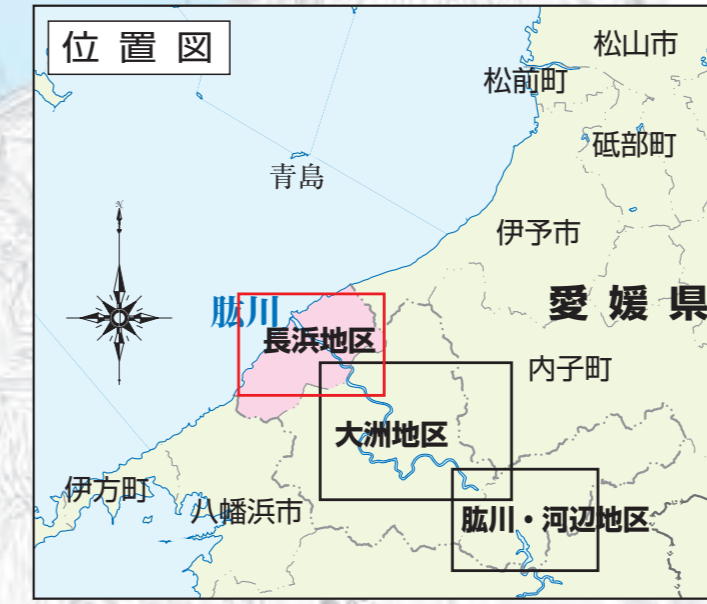 位置図
松山市
松前町
砥部町
青島
伊予市
肱川
愛媛県
長浜地区
内子町
大洲地区
伊方町
八幡浜市
肱川・河辺地区